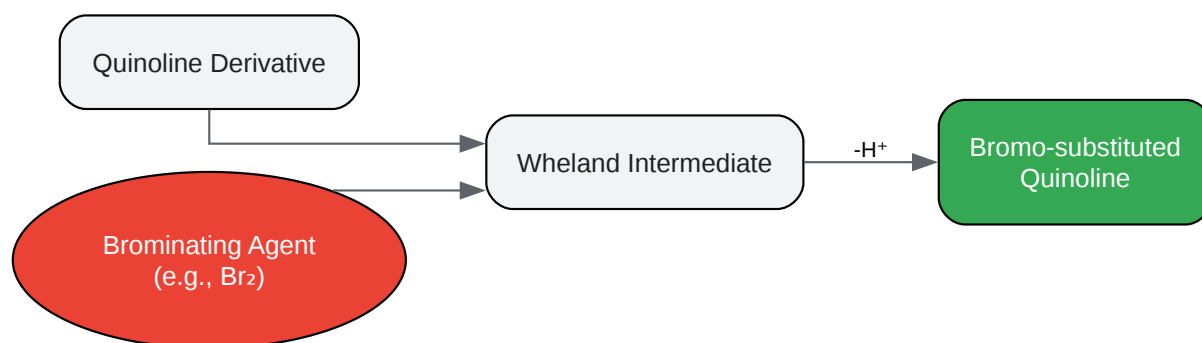 Quinoline Derivative
Brominating Agent
(e.g., Br₂)
Wheland Intermediate
-H⁺
Bromo-substituted
Quinoline